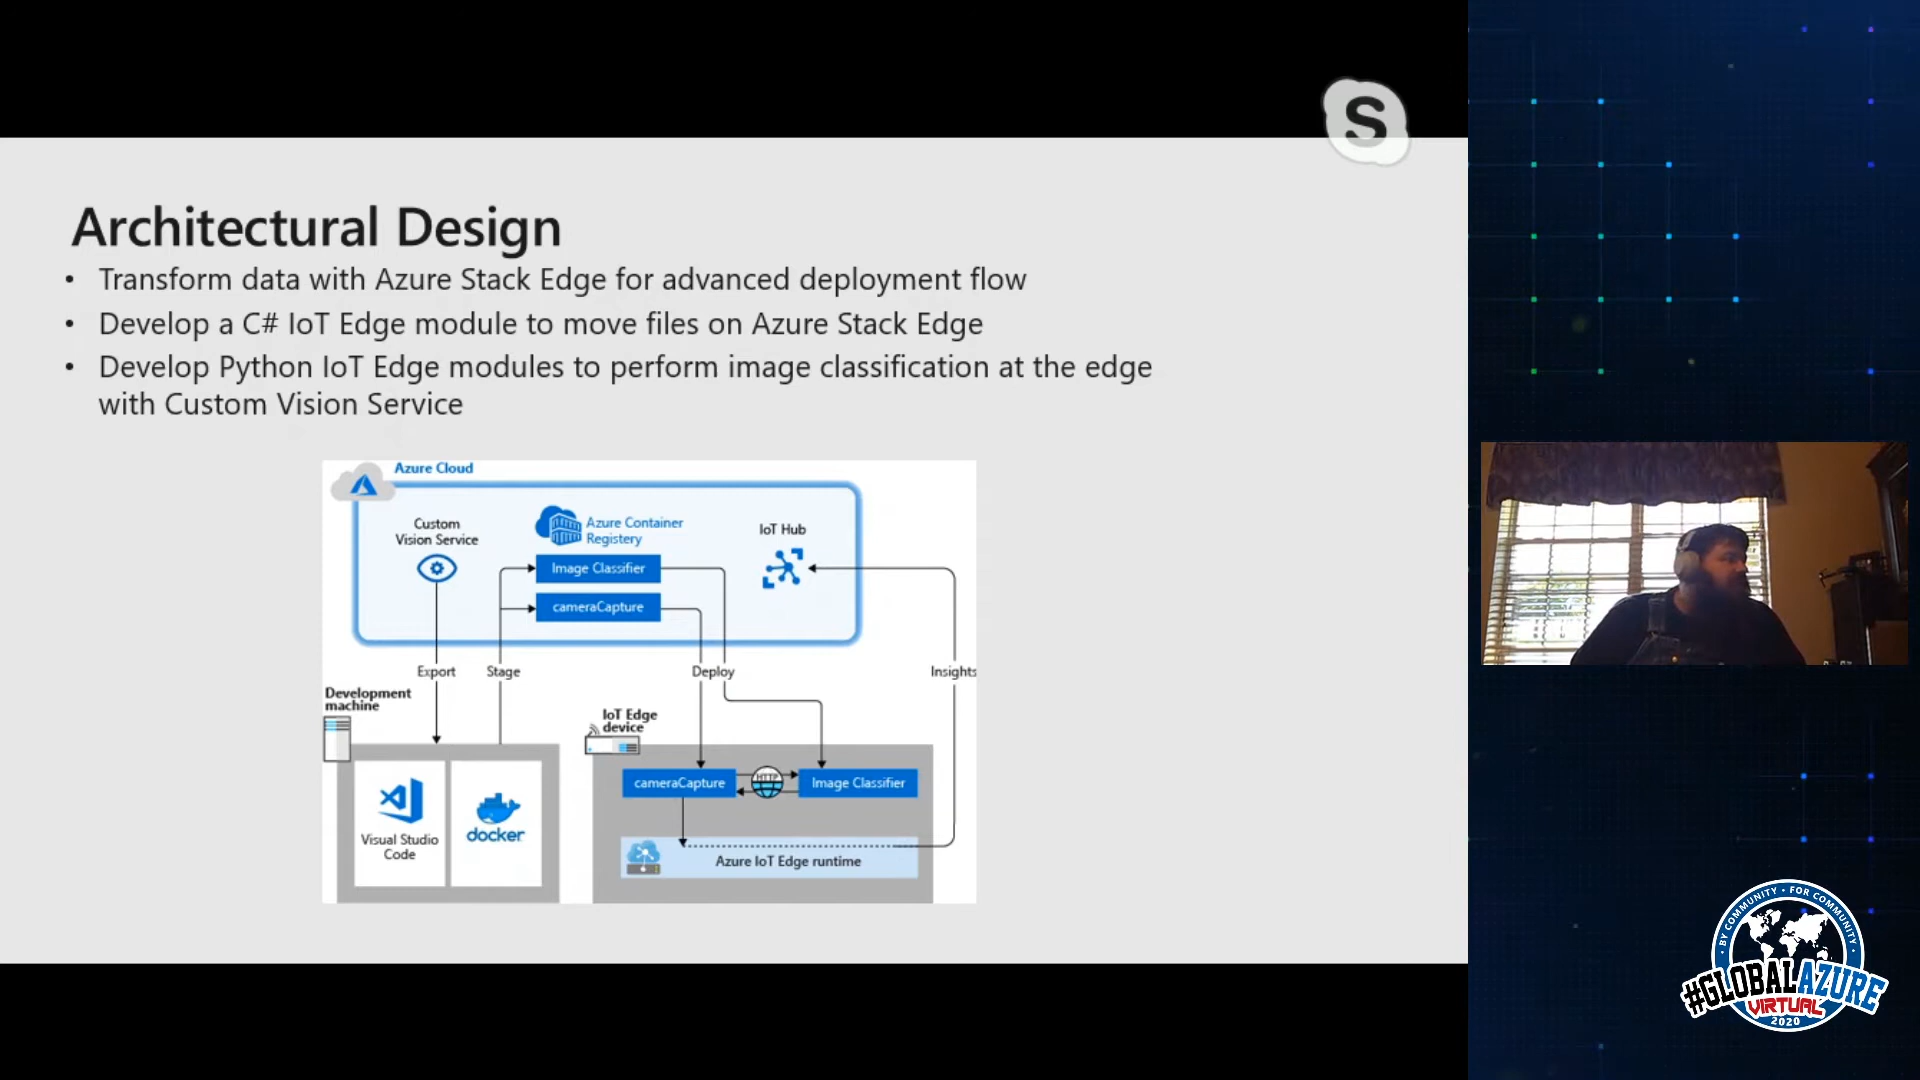 S
Architectural Design
• Transform data with Azure Stack Edge for advanced deployment flow
• Develop a C# IoT Edge module to move files on Azure Stack Edge
• Develop Python IoT Edge modules to perform image classification at the edge
with Custom Vision Service
Azure Cloud
Custom
Vision Service
Azure Container
Registery
IoT Hub
Image Classifier
cameraCapture
Export
Stage
Deploy
Insights
Development
machine
IoT Edge
device
cameraCapture
HTTP
Image Classifier
Visual Studio
Code
docker
Azure IoT Edge runtime
BY COMMUNITY • FOR COMMUNITY
#GLOBALAZURE
VIRTUAL
2020